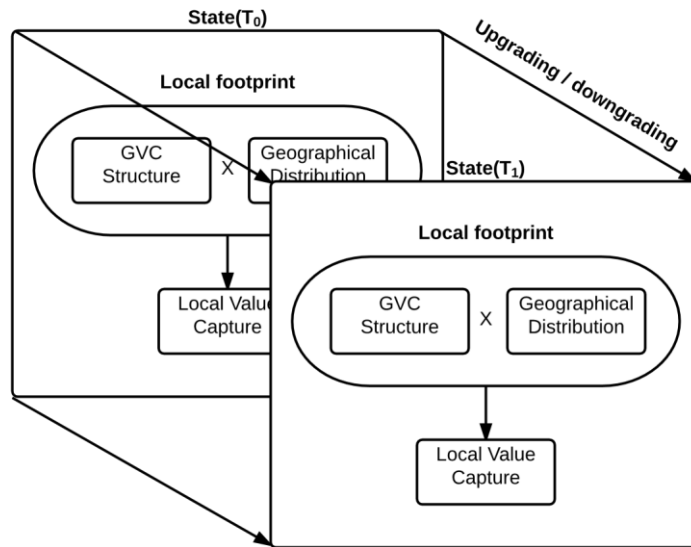 State(T₀)
Upgrading / downgrading
Local footprint
GVC
Structure
X
Geographical
Distribution
Local Value
Capture
State(T₁)
Local footprint
GVC
Structure
X
Geographical
Distribution
Local Value
Capture